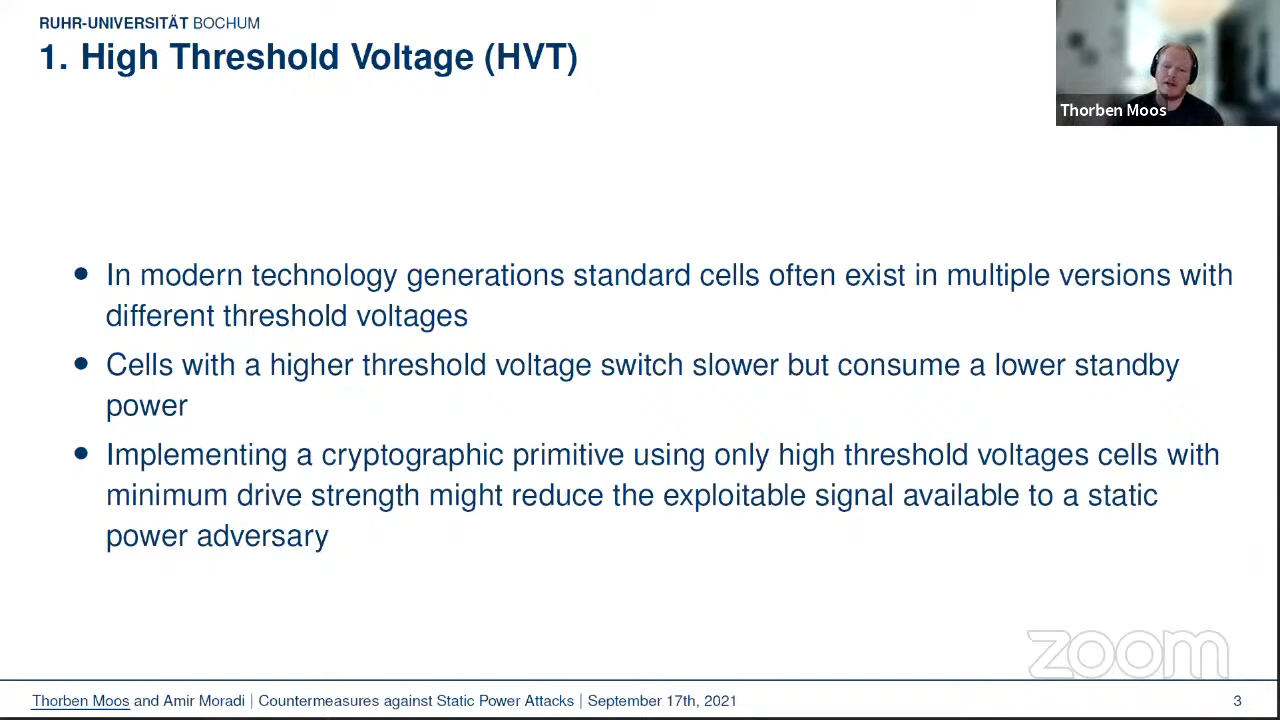 RUHR-UNIVERSITÄT BOCHUM
1. High Threshold Voltage (HVT)
Thorben Moos
• In modern technology generations standard cells often exist in multiple versions with
different threshold voltages
• Cells with a higher threshold voltage switch slower but consume a lower standby
power
• Implementing a cryptographic primitive using only high threshold voltages cells with
minimum drive strength might reduce the exploitable signal available to a static
power adversary
zoom
Thorben Moos and Amir Moradi | Countermeasures against Static Power Attacks | September 17th, 2021
3